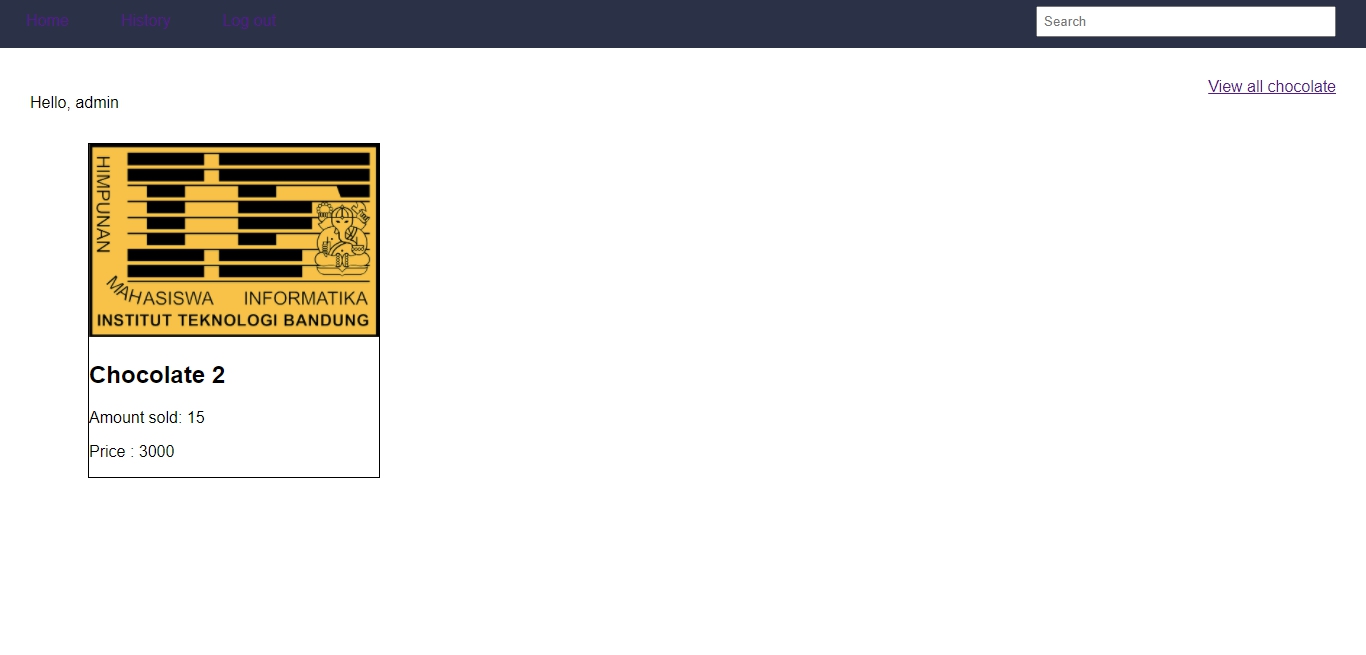 Home History Log out Search
View all chocolate
Hello, admin
HIMPUNAN
MAHASISWA INFORMATIKA
INSTITUT TEKNOLOGI BANDUNG
Chocolate 2
Amount sold: 15
Price : 3000